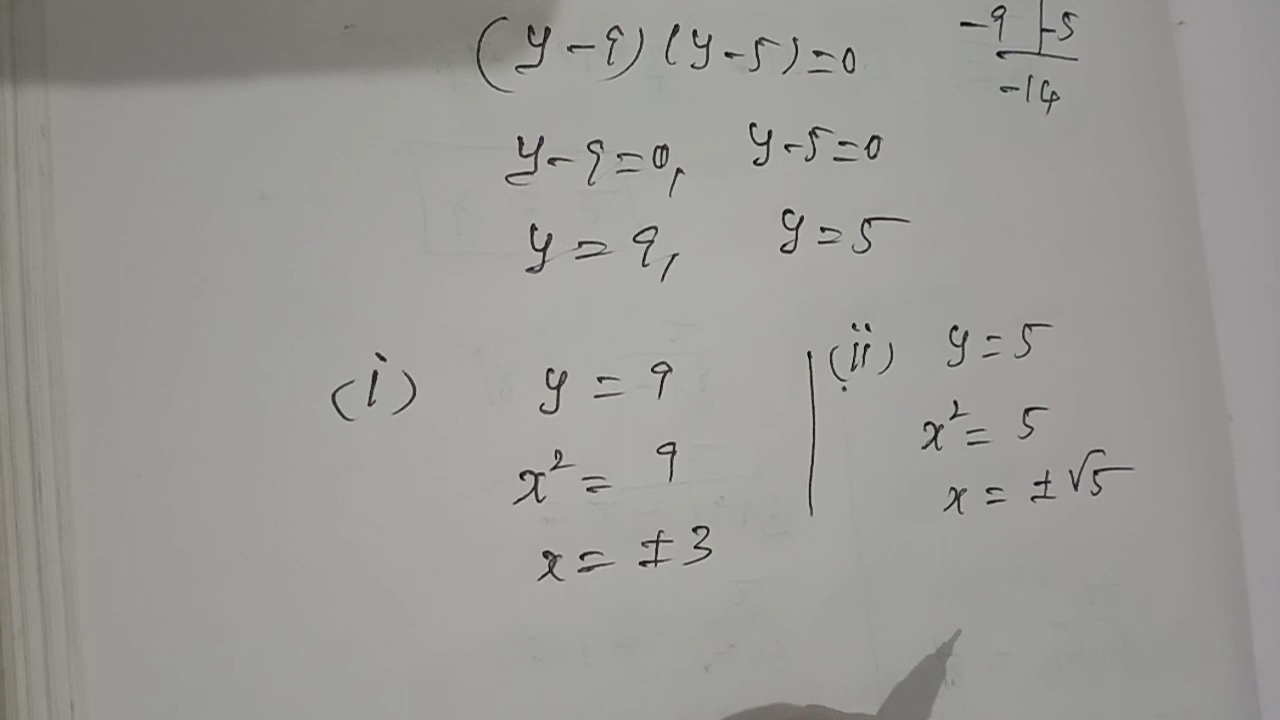 (y-9)(y-5)=0
-9 | -5
-14
y-9=0, y-5=0
y=9, y=5
(i) y=9
x²=9
x=±3
(ii) y=5
x²=5
x=±√5